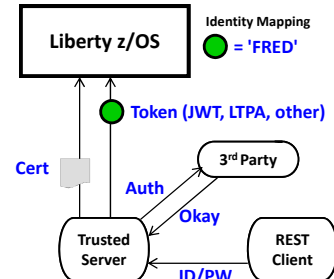 Identity Mapping
= 'FRED'
Liberty z/OS
Token (JWT, LTPA, other)
Cert
3rd Party
Auth
Okay
Trusted
Server
REST
Client
ID/PW